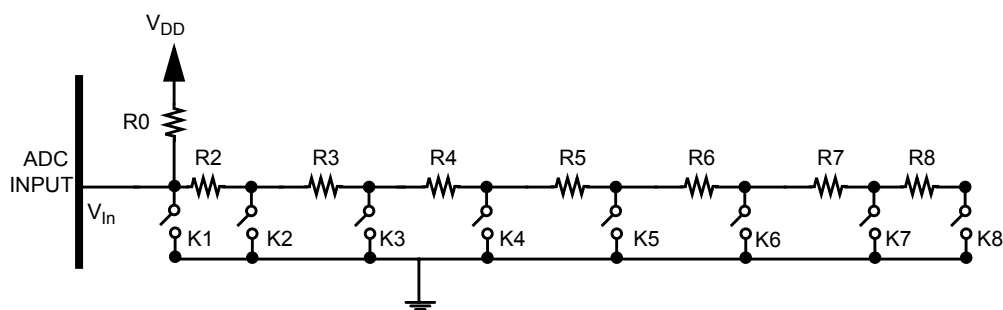 VDD
R0
R2 R3 R4 R5 R6 R7 R8
ADC
INPUT
VIn
K1 K2 K3 K4 K5 K6 K7 K8